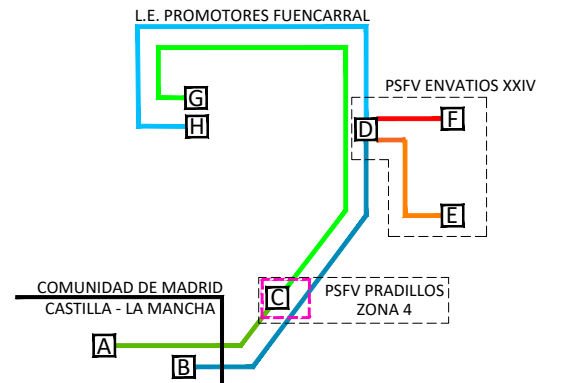 L.E. PROMOTORES FUENCARRAL
PSFV ENVATIOS XXIV
G
F
H
D
E
COMUNIDAD DE MADRID
PSFV PRADILLOS
C
CASTILLA - LA MANCHA
ZONA 4
A
B